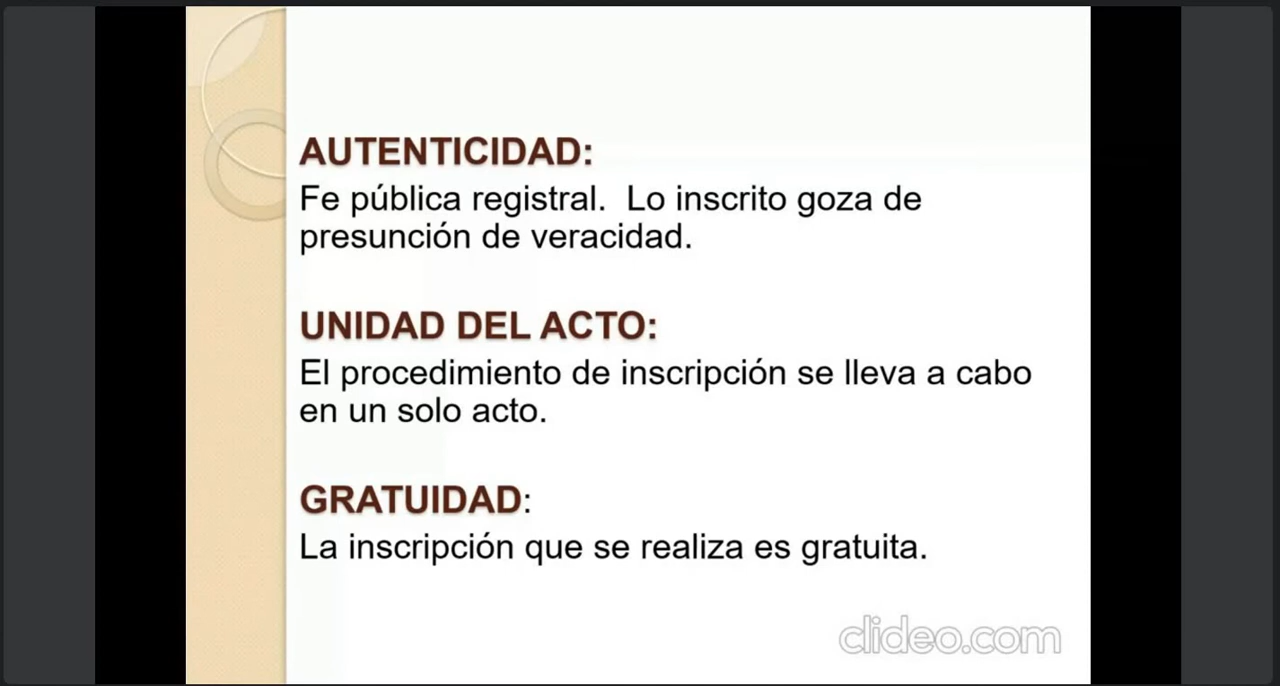 AUTENTICIDAD:
Fe pública registral.  Lo inscrito goza de
presunción de veracidad.
UNIDAD DEL ACTO:
El procedimiento de inscripción se lleva a cabo
en un solo acto.
GRATUIDAD:
La inscripción que se realiza es gratuita.
clideo.com